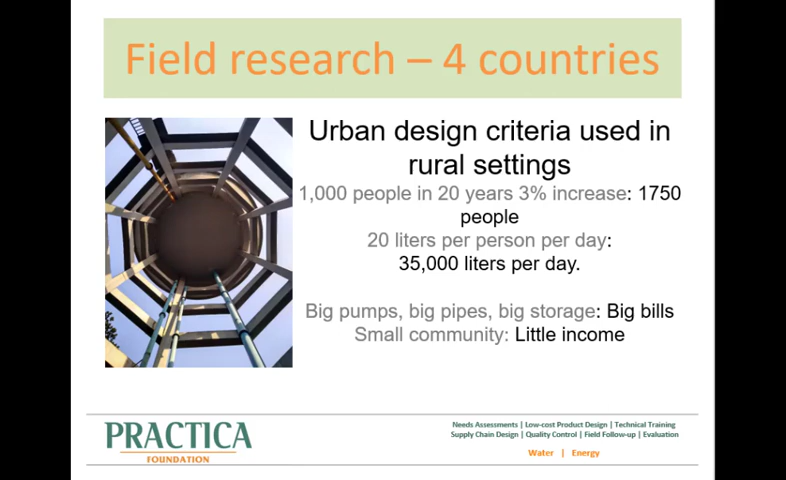 Field research – 4 countries
Urban design criteria used in
rural settings
1,000 people in 20 years 3% increase: 1750
people
20 liters per person per day:
35,000 liters per day.
Big pumps, big pipes, big storage: Big bills
Small community: Little income
PRACTICA
FOUNDATION
Needs Assessments | Low-cost Product Design | Technical Training
Supply Chain Design | Quality Control | Field Follow-up | Evaluation
Water | Energy